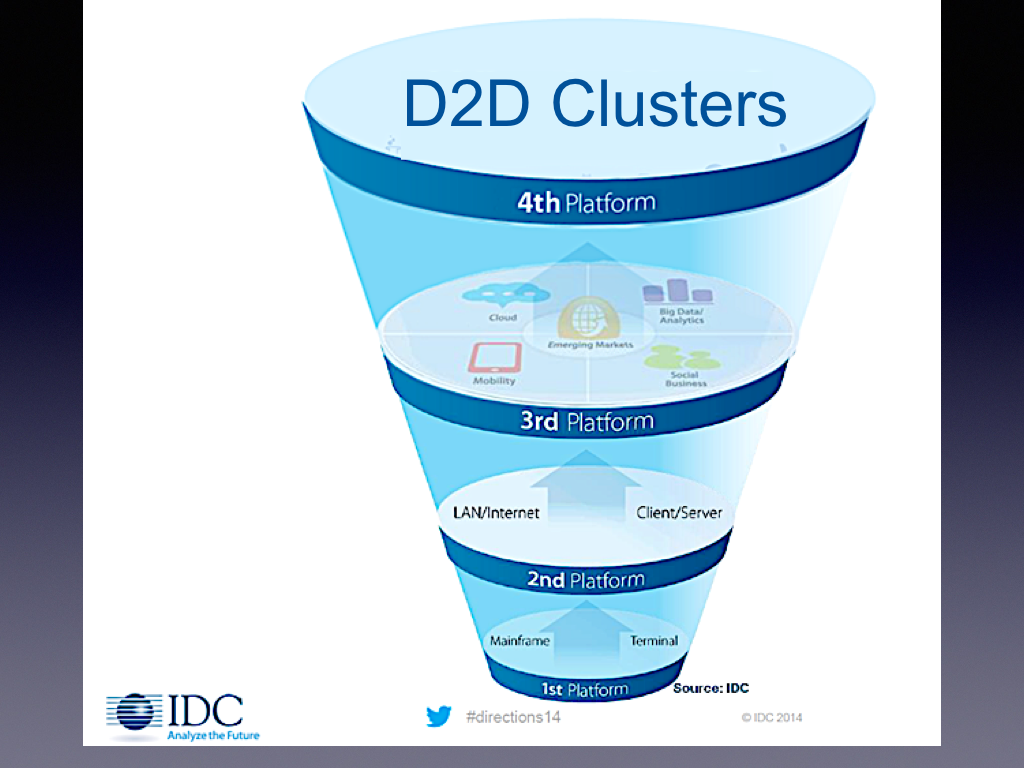 D2D Clusters
4th Platform
Cloud
Big Data/
Analytics
Emerging Markets
Mobility
Social
Business
3rd Platform
LAN/Internet
Client/Server
2nd Platform
Mainframe
Terminal
1st Platform
Source: IDC
IDC
Analyze the Future
#directions14
© IDC 2014